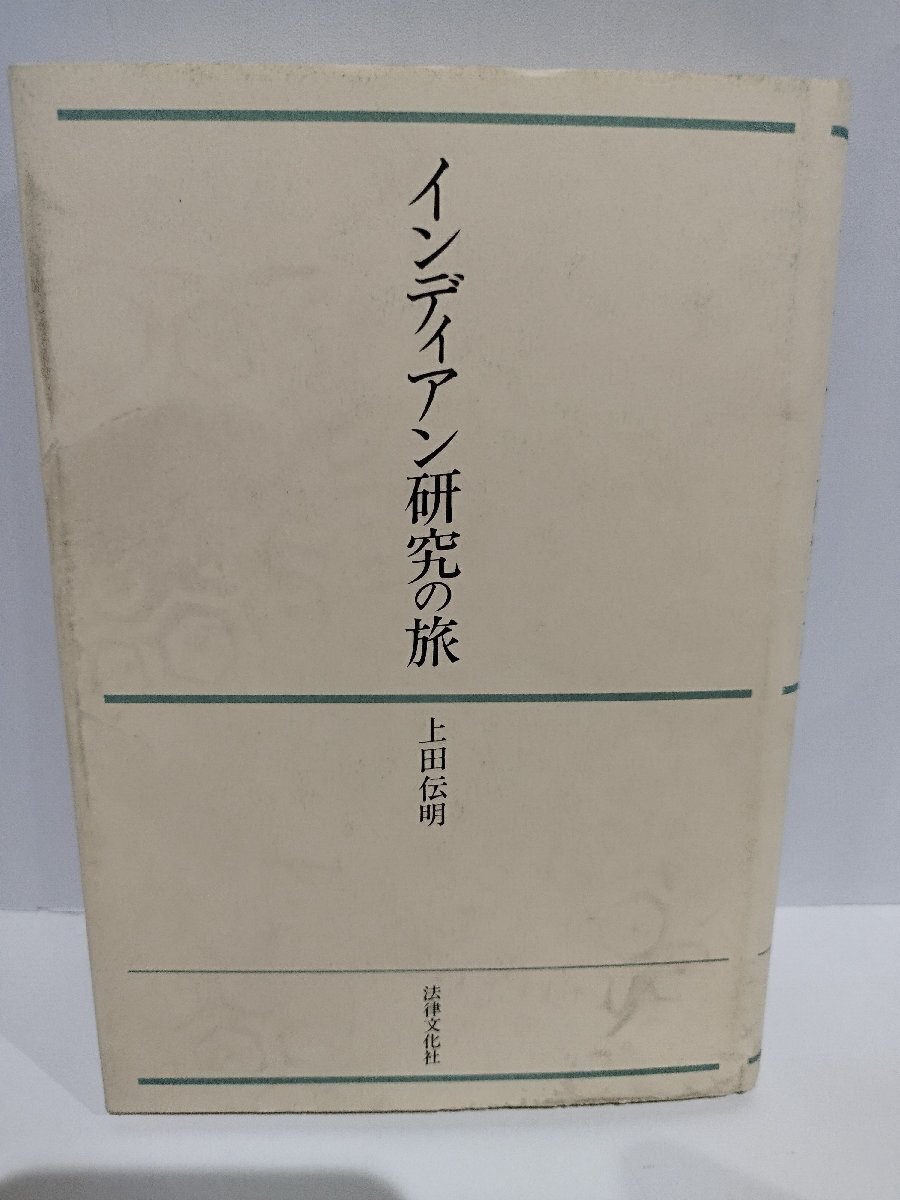 インディアン研究の旅
上田伝明
法律文化社